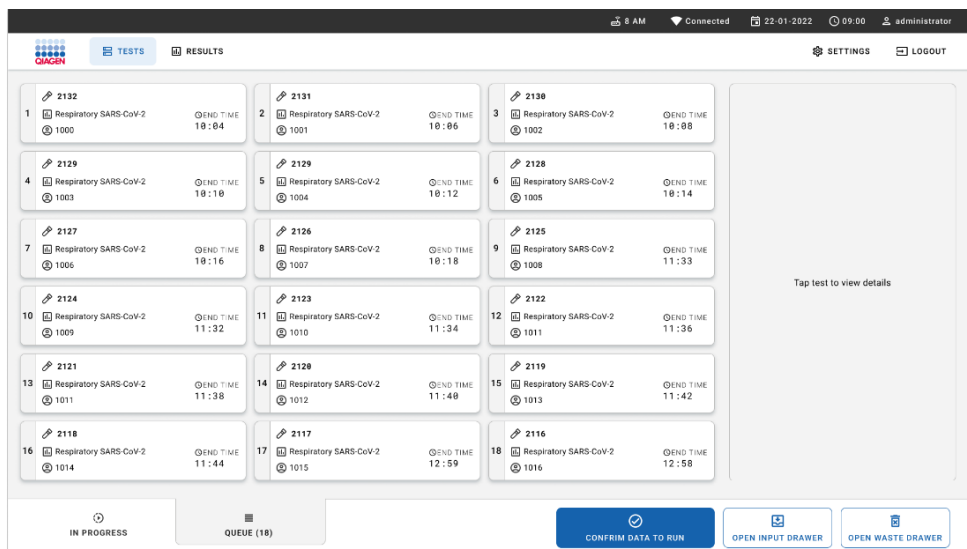 8 AM Connected 22-01-2022 09:00 administrator
QIAGEN TESTS RESULTS SETTINGS LOGOUT
2132
1 Respiratory SARS-CoV-2 END TIME
1000 10:04
2131
2 Respiratory SARS-CoV-2 END TIME
1001 10:06
2130
3 Respiratory SARS-CoV-2 END TIME
1002 10:08
2129
4 Respiratory SARS-CoV-2 END TIME
1003 10:10
2129
5 Respiratory SARS-CoV-2 END TIME
1004 10:12
2128
6 Respiratory SARS-CoV-2 END TIME
1005 10:14
2127
7 Respiratory SARS-CoV-2 END TIME
1006 10:16
2126
8 Respiratory SARS-CoV-2 END TIME
1007 10:18
2125
9 Respiratory SARS-CoV-2 END TIME
1008 11:33
2124
10 Respiratory SARS-CoV-2 END TIME
1009 11:32
2123
11 Respiratory SARS-CoV-2 END TIME
1010 11:34
2122
12 Respiratory SARS-CoV-2 END TIME
1011 11:36
2121
13 Respiratory SARS-CoV-2 END TIME
1011 11:38
2120
14 Respiratory SARS-CoV-2 END TIME
1012 11:40
2119
15 Respiratory SARS-CoV-2 END TIME
1013 11:42
2118
16 Respiratory SARS-CoV-2 END TIME
1014 11:44
2117
17 Respiratory SARS-CoV-2 END TIME
1015 12:59
2116
18 Respiratory SARS-CoV-2 END TIME
1016 12:58
Tap test to view details
IN PROGRESS QUEUE (18) CONFRIM DATA TO RUN OPEN INPUT DRAWER OPEN WASTE DRAWER